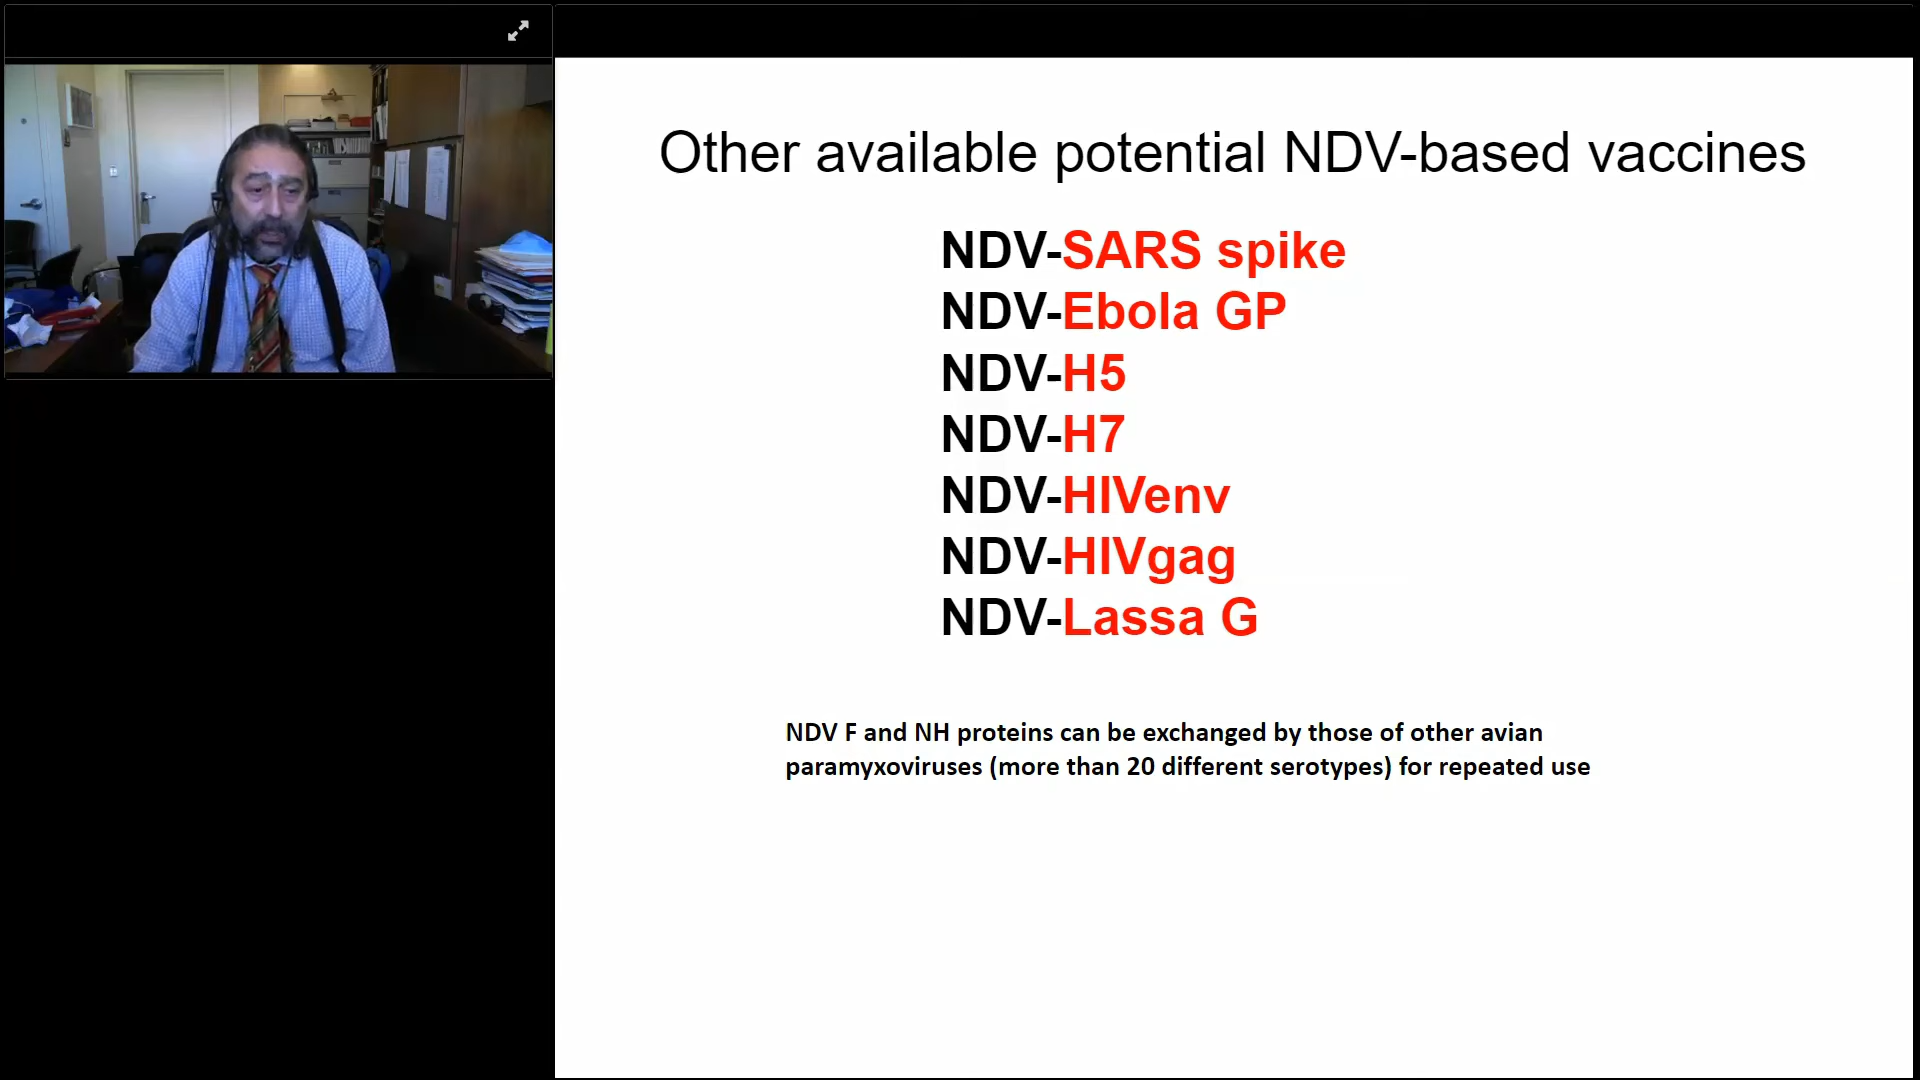 Other available potential NDV-based vaccines
NDV-SARS spike
NDV-Ebola GP
NDV-H5
NDV-H7
NDV-HIVenv
NDV-HIVgag
NDV-Lassa G
NDV F and NH proteins can be exchanged by those of other avian
paramyxoviruses (more than 20 different serotypes) for repeated use